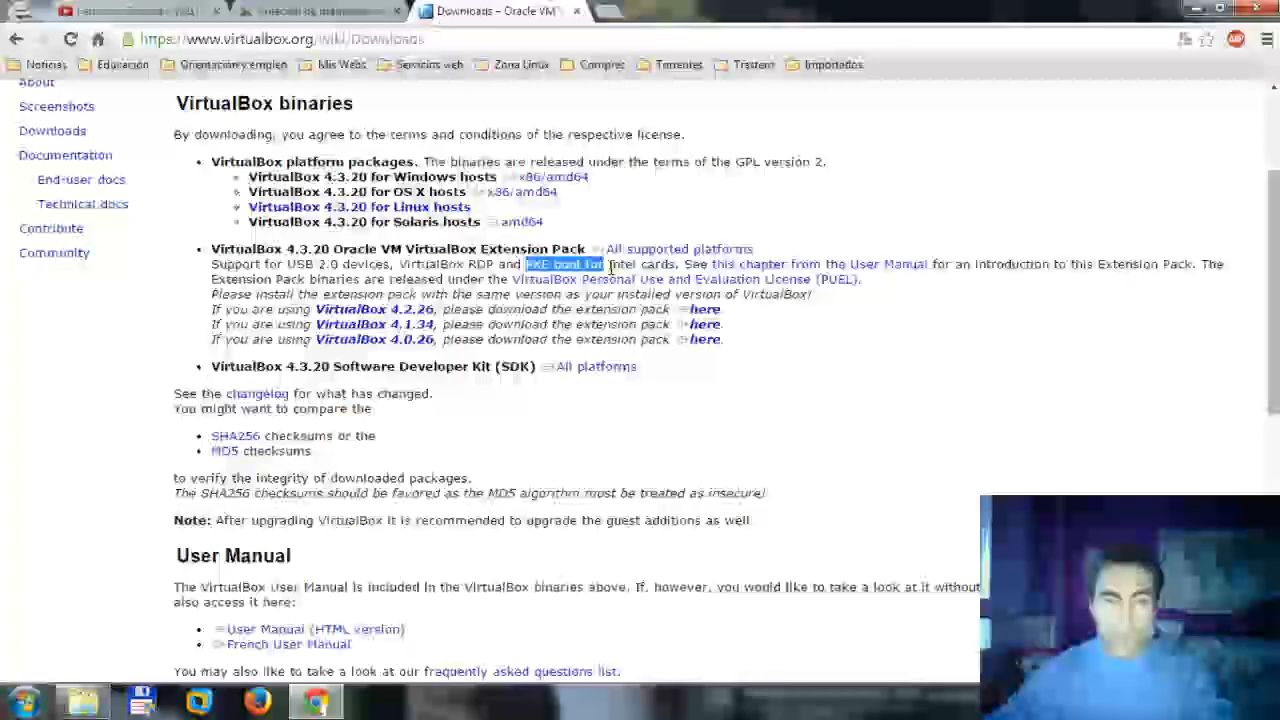 Downloads – Oracle VM
https://www.virtualbox.org/wiki/Downloads
Noticias Educación Orientación y empleo Mis Webs Servicios web Zona Linux Compras Torrentes Trastern Importados
About
Screenshots
Downloads
Documentation
End-user docs
Technical docs
Contribute
Community
VirtualBox binaries
By downloading, you agree to the terms and conditions of the respective license.
VirtualBox platform packages. The binaries are released under the terms of the GPL version 2.
VirtualBox 4.3.20 for Windows hosts x86/amd64
VirtualBox 4.3.20 for OS X hosts x86/amd64
VirtualBox 4.3.20 for Linux hosts
VirtualBox 4.3.20 for Solaris hosts amd64
VirtualBox 4.3.20 Oracle VM VirtualBox Extension Pack All supported platforms
Support for USB 2.0 devices, VirtualBox RDP and PXE boot for Intel cards. See this chapter from the User Manual for an introduction to this Extension Pack. The
Extension Pack binaries are released under the VirtualBox Personal Use and Evaluation License (PUEL).
Please install the extension pack with the same version as your installed version of VirtualBox!
If you are using VirtualBox 4.2.26, please download the extension pack here.
If you are using VirtualBox 4.1.34, please download the extension pack here.
If you are using VirtualBox 4.0.26, please download the extension pack here.
VirtualBox 4.3.20 Software Developer Kit (SDK) All platforms
See the changelog for what has changed.
You might want to compare the
SHA256 checksums or the
MD5 checksums
to verify the integrity of downloaded packages.
The SHA256 checksums should be favored as the MD5 algorithm must be treated as insecure!
Note: After upgrading VirtualBox it is recommended to upgrade the guest additions as well.
User Manual
The VirtualBox User Manual is included in the VirtualBox binaries above. If, however, you would like to take a look at it without
also access it here:
User Manual (HTML version)
French User Manual
You may also like to take a look at our frequently asked questions list.